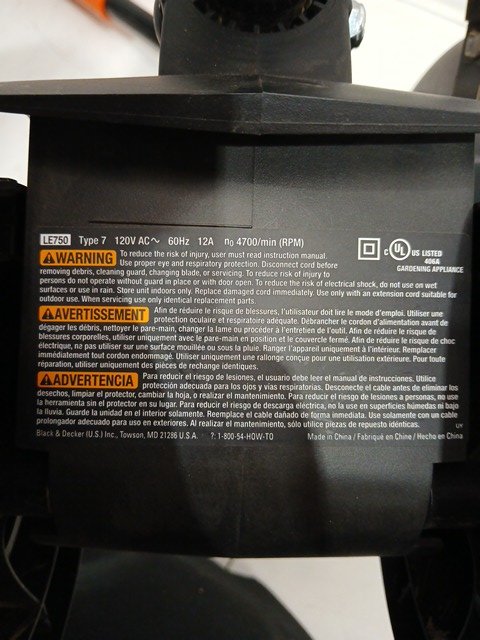 LE750 Type 7 120V AC~ 60Hz 12A n₀ 4700/min (RPM)
C UL US LISTED
406A
GARDENING APPLIANCE
⚠WARNING To reduce the risk of injury, user must read instruction manual.
Use proper eye and respiratory protection. Disconnect cord before
removing debris, cleaning guard, changing blade, or servicing. To reduce risk of injury to
persons do not operate without guard in place or with door open. To reduce the risk of electrical shock, do not use on wet
surfaces or use in rain. Store unit indoors only. Replace damaged cord immediately. Use only with an extension cord suitable for
outdoor use. When servicing use only identical replacement parts.
⚠AVERTISSEMENT Afin de réduire le risque de blessures, l'utilisateur doit lire le mode d'emploi. Utiliser une
protection oculaire et respiratoire adéquate. Débrancher le cordon d'alimentation avant de
dégager les débris, nettoyer le pare-main, changer la lame ou procéder à l'entretien de l'outil. Afin de réduire le risque de
blessures corporelles, utiliser uniquement avec le pare-main en position et le couvercle fermé. Afin de réduire le risque de choc
électrique, na pas utiliser sur une surface mouillée ou sous la pluie. Ranger l'appareil uniquement à l'intérieur. Remplacer
immédiatement tout cordon endommagé. Utiliser uniquement une rallonge conçue pour une utilisation extérieure. Pour toute
réparation, utiliser uniquement des pièces de rechange identiques.
⚠ADVERTENCIA Para reducir el riesgo de lesiones, el usuario debe leer el manual de instrucciones. Utilice
protección adecuada para los ojos y vías respiratorias. Desconecte el cable antes de eliminar los
desechos, limpiar el protector, cambiar la hoja, o realizar el mantenimiento. Para reducir el riesgo de lesiones a personas, no use
la herramienta sin el protector en su lugar. Para reducir el riesgo de descarga eléctrica, no la use en superficies húmedas ni bajo
la lluvia. Guarde la unidad en el interior solamente. Reemplace el cable dañado de forma inmediata. Use solamente con un cable
prolongador adecuado para uso en exteriores. Al realizar el mantenimiento, sólo utilice piezas de repuesto idénticas.
Black & Decker (U.S.) Inc., Towson, MD 21286 U.S.A. ?: 1-800-54-HOW-TO Made in China / Fabriqué en Chine / Hecho en China